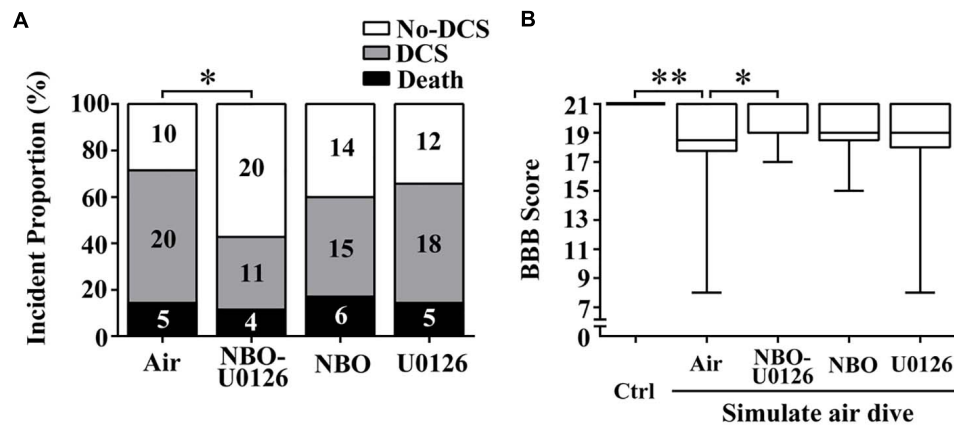 A
No-DCS
DCS
Death
*
Incident Proportion (%)
100
80
60
40
20
0
10
20
14
12
20
11
15
18
5
4
6
5
Air
NBO-
U0126
NBO
U0126
B
**
*
BBB Score
21
19
17
15
13
11
9
7
0
Ctrl
Air
NBO-
U0126
NBO
U0126
Simulate air dive